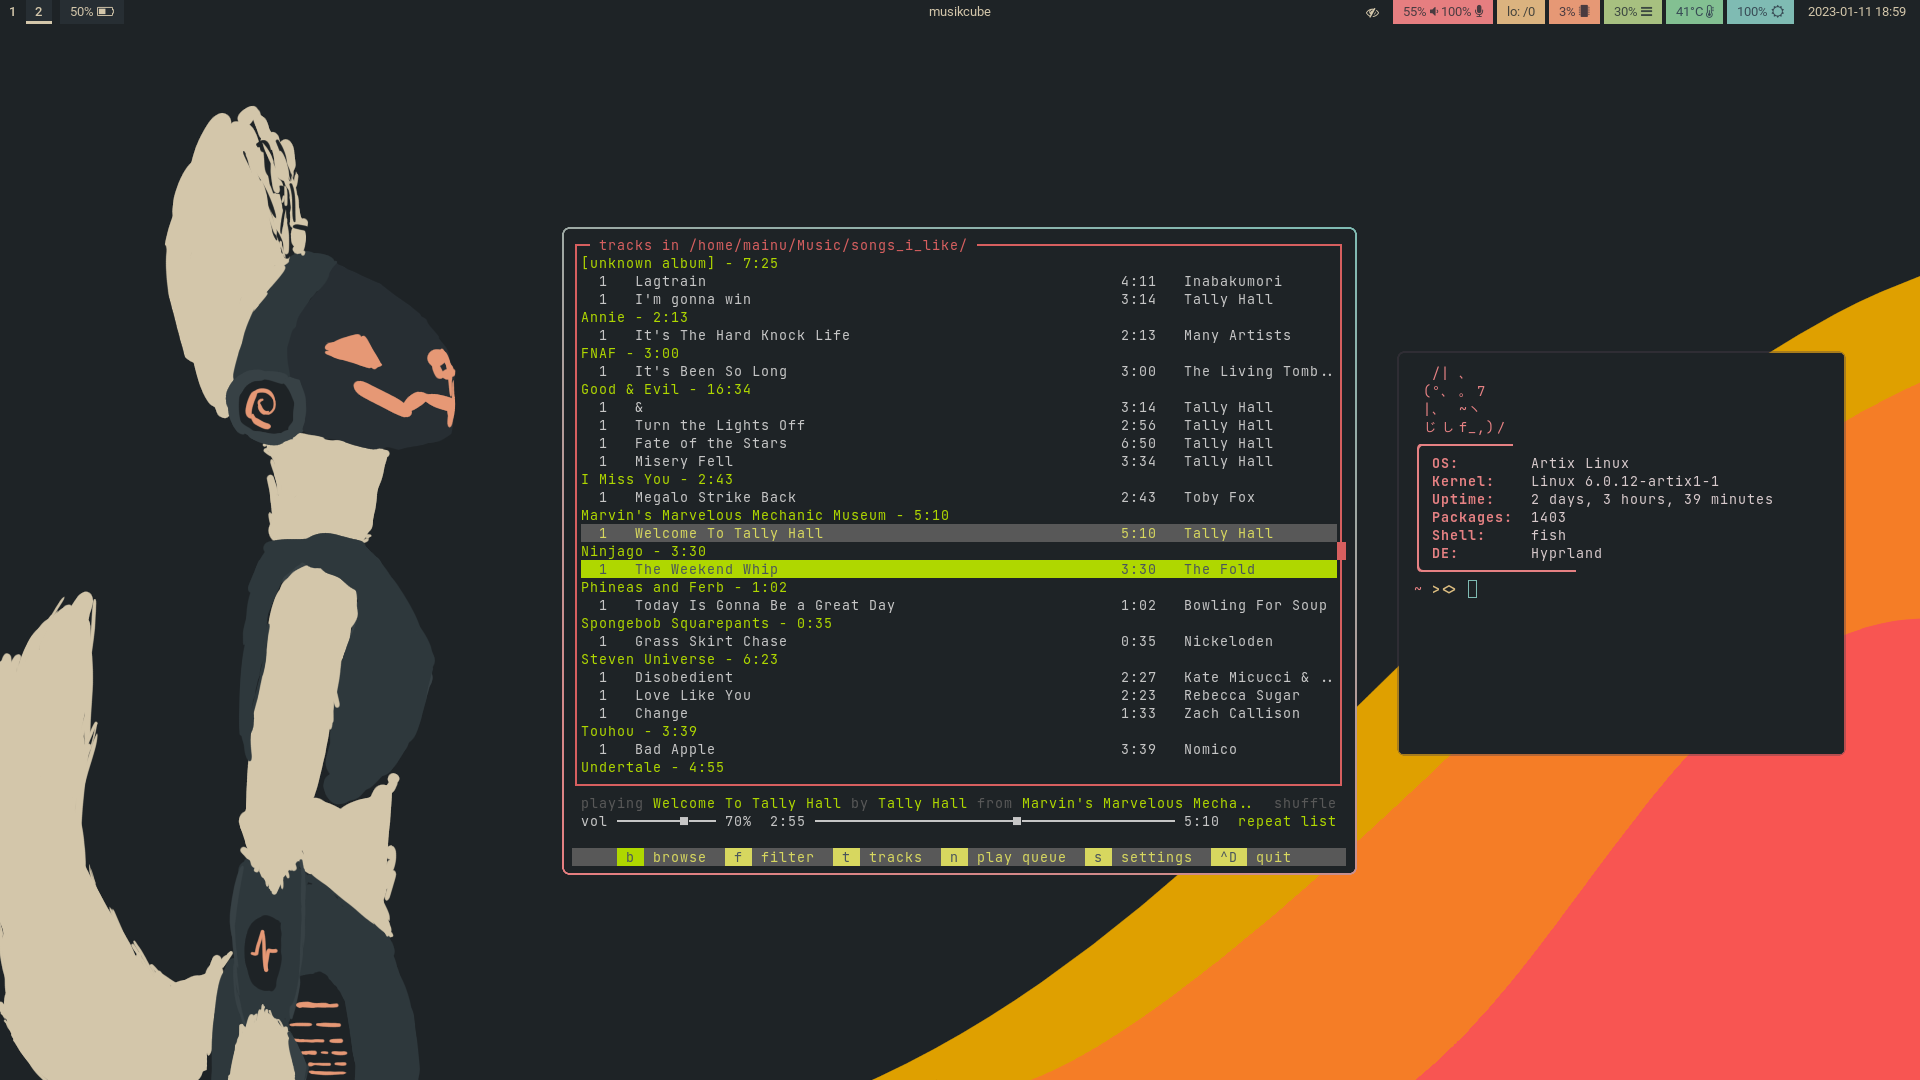 1 2 50% musikcube 55% 100% lo: /0 3% 30% 41°C 100% 2023-01-11 18:59
tracks in /home/mainu/Music/songs_i_like/
[unknown album] - 7:25
1 Lagtrain 4:11 Inabakumori
1 I'm gonna win 3:14 Tally Hall
Annie - 2:13
1 It's The Hard Knock Life 2:13 Many Artists
FNAF - 3:00
1 It's Been So Long 3:00 The Living Tomb..
Good & Evil - 16:34
1 & 3:14 Tally Hall
1 Turn the Lights Off 2:56 Tally Hall
1 Fate of the Stars 6:50 Tally Hall
1 Misery Fell 3:34 Tally Hall
I Miss You - 2:43
1 Megalo Strike Back 2:43 Toby Fox
Marvin's Marvelous Mechanic Museum - 5:10
1 Welcome To Tally Hall 5:10 Tally Hall
Ninjago - 3:30
1 The Weekend Whip 3:30 The Fold
Phineas and Ferb - 1:02
1 Today Is Gonna Be a Great Day 1:02 Bowling For Soup
Spongebob Squarepants - 0:35
1 Grass Skirt Chase 0:35 Nickeloden
Steven Universe - 6:23
1 Disobedient 2:27 Kate Micucci & ..
1 Love Like You 2:23 Rebecca Sugar
1 Change 1:33 Zach Callison
Touhou - 3:39
1 Bad Apple 3:39 Nomico
Undertale - 4:55
playing Welcome To Tally Hall by Tally Hall from Marvin's Marvelous Mecha.. shuffle
vol 70% 2:55 5:10 repeat list
b browse f filter t tracks n play queue s settings ^D quit
/| 、
(°、 。 7
|、 ~ヽ
じしf_,)/
OS: Artix Linux
Kernel: Linux 6.0.12-artix1-1
Uptime: 2 days, 3 hours, 39 minutes
Packages: 1403
Shell: fish
DE: Hyprland
~ ><>